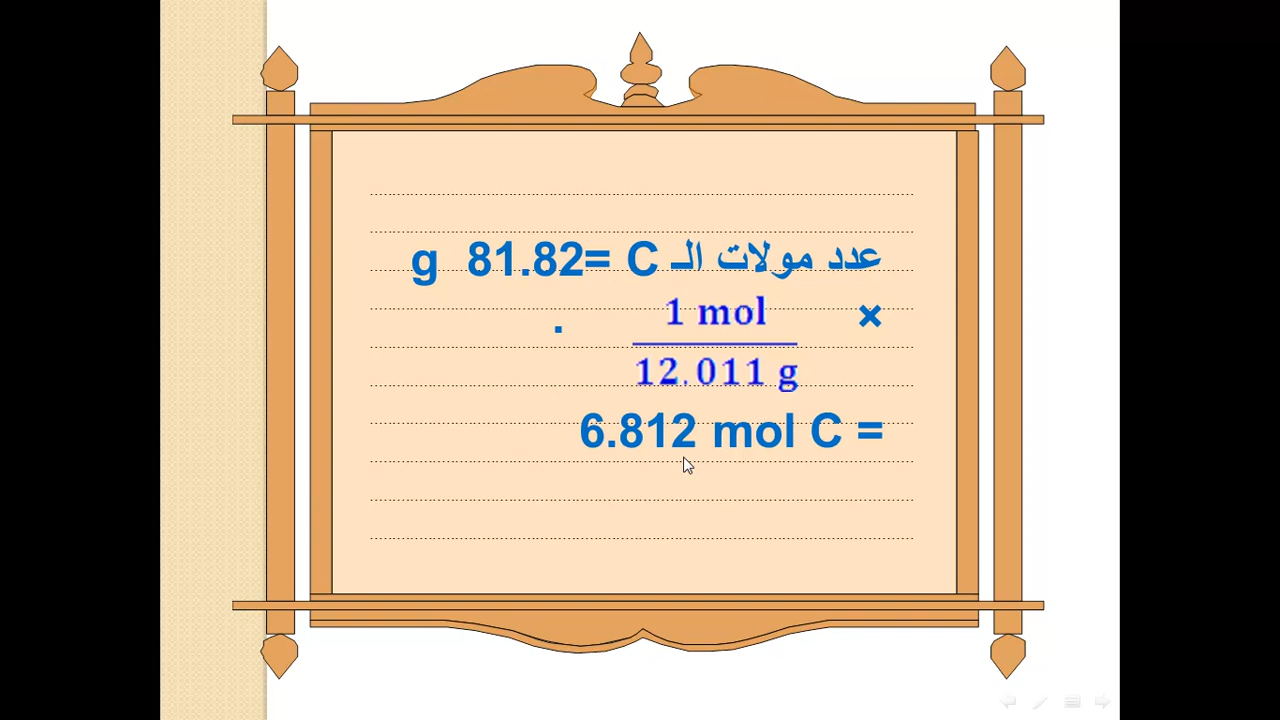 عدد مولات الـ C =81.82 g
× 1 mol .
12.011 g
= 6.812 mol C